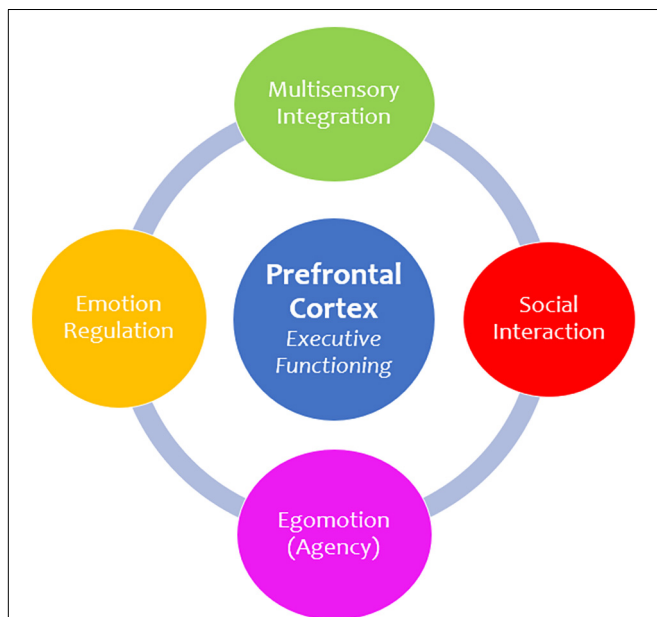 Multisensory
Integration
Emotion
Regulation
Prefrontal
Cortex
Executive
Functioning
Social
Interaction
Egomotion
(Agency)